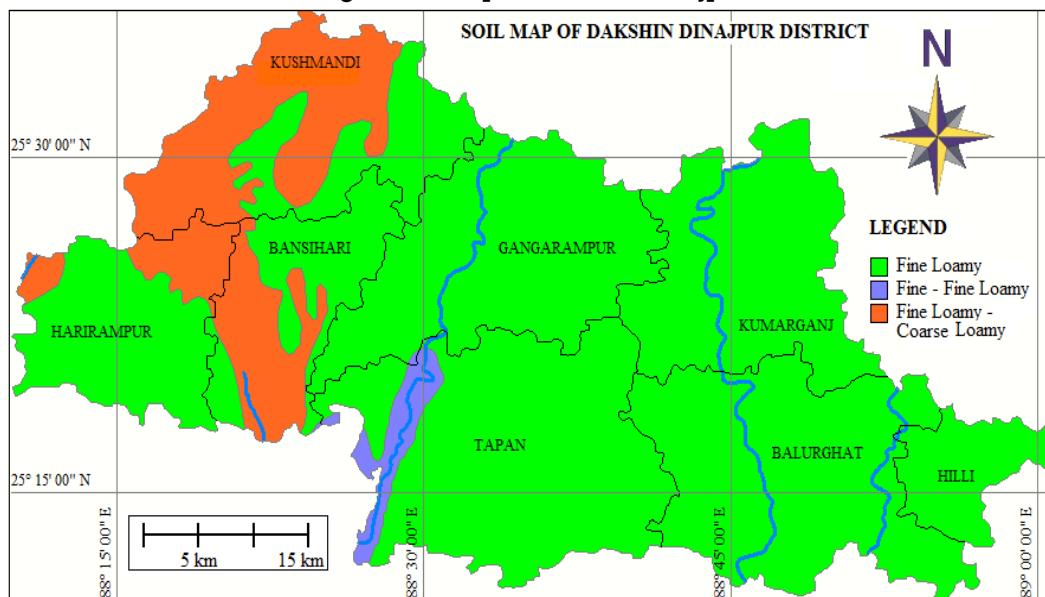 SOIL MAP OF DAKSHIN DINAJPUR DISTRICT
KUSHMANDI
N
25° 30' 00" N
LEGEND
BANSIHARI
GANGARAMPUR
Fine Loamy
Fine - Fine Loamy
Fine Loamy -
Coarse Loamy
HARIRAMPUR
KUMARGANJ
TAPAN
BALURGHAT
HILLI
25° 15' 00" N
5 km
15 km
88° 15' 00" E
88° 30' 00" E
88° 45' 00" E
89° 00' 00" E